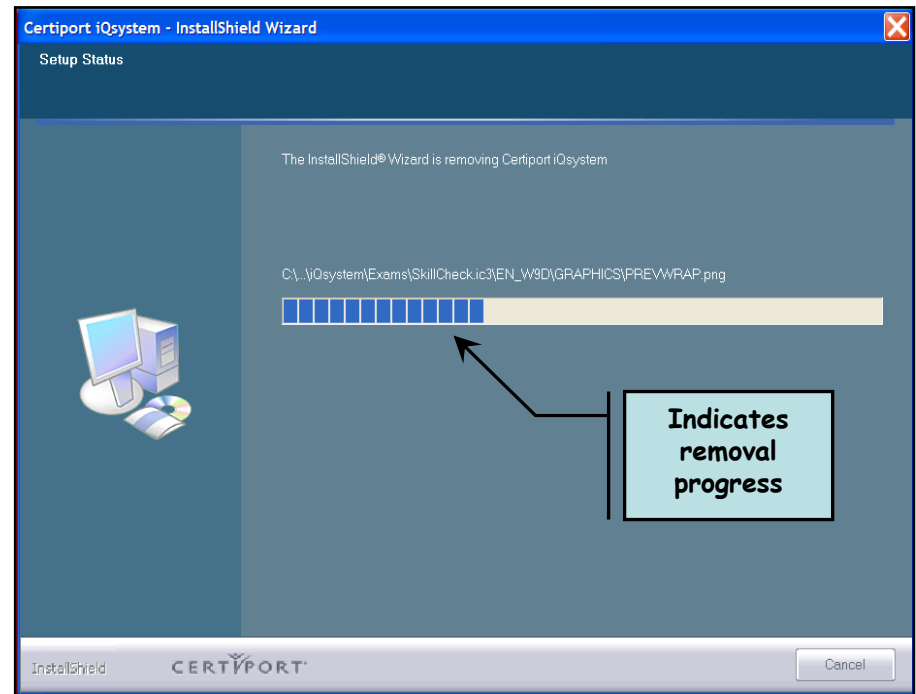 Certiport iQsystem - InstallShield Wizard
Setup Status
The InstallShield® Wizard is removing Certiport iQsystem
C:\...\iQsystem\Exams\SkillCheck.ic3\EN_W9D\GRAPHICS\PREVWRAP.png
Indicates
removal
progress
InstallShield
CERTIPORT
Cancel